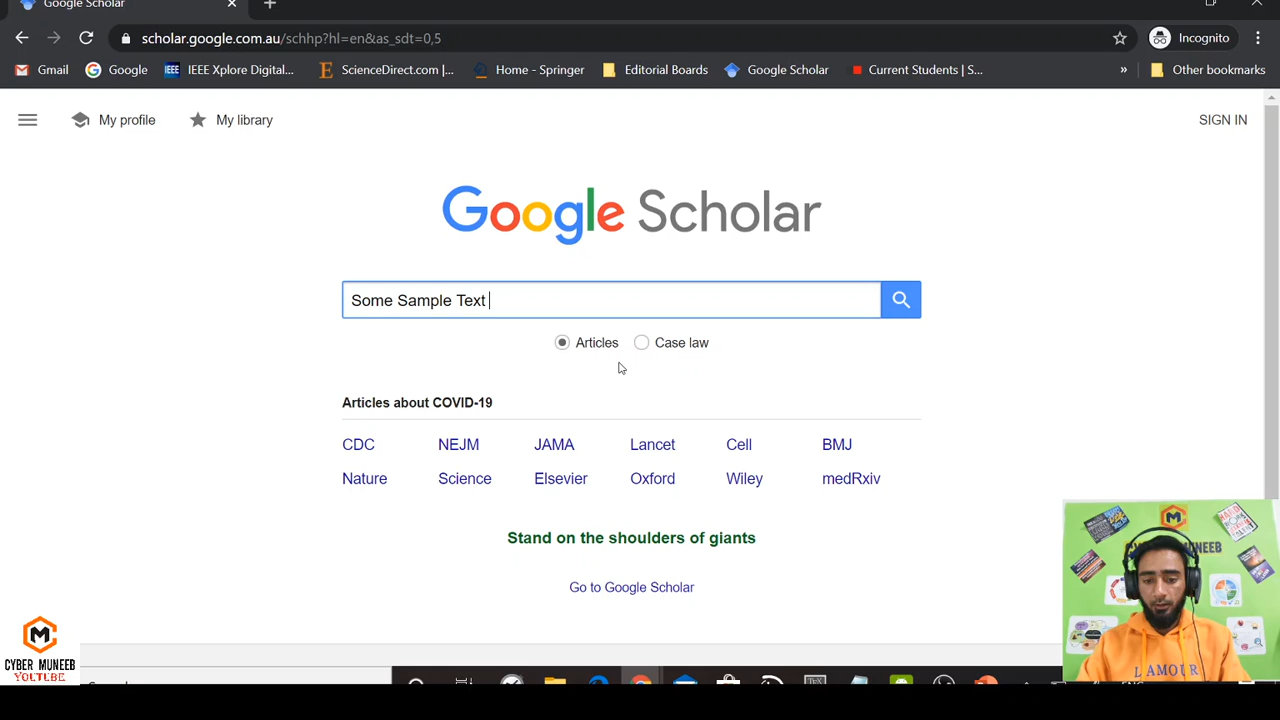 Google Scholar
scholar.google.com.au/schhp?hl=en&as_sdt=0,5
Incognito
Gmail
Google
IEEE Xplore Digital...
ScienceDirect.com |...
Home - Springer
Editorial Boards
Google Scholar
Current Students | S...
»
Other bookmarks
My profile
My library
SIGN IN
Google Scholar
Some Sample Text
Articles
Case law
Articles about COVID-19
CDC NEJM JAMA Lancet Cell BMJ
Nature Science Elsevier Oxford Wiley medRxiv
Stand on the shoulders of giants
Go to Google Scholar
CYBER MUNEEB
L'AMOUR
CYBER MUNEEB
YOUTUBE